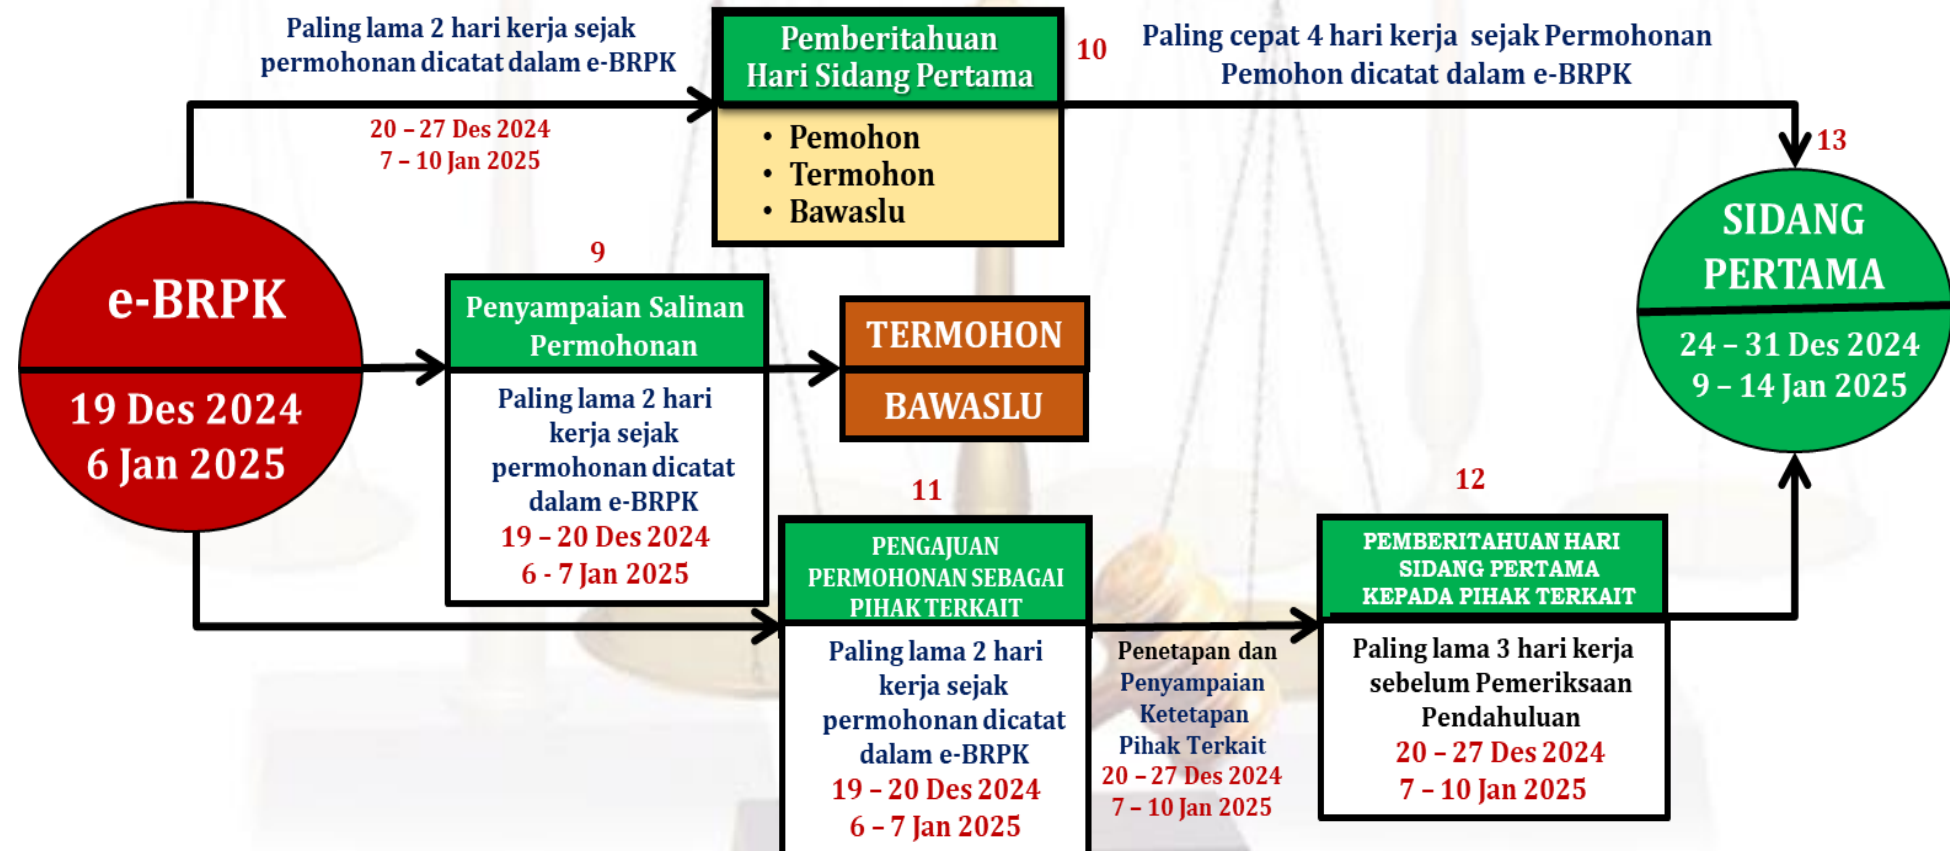 Paling lama 2 hari kerja sejak
permohonan dicatat dalam e-BRPK
20 – 27 Des 2024
7 – 10 Jan 2025
Pemberitahuan
Hari Sidang Pertama
• Pemohon
• Termohon
• Bawaslu
10
Paling cepat 4 hari kerja sejak Permohonan
Pemohon dicatat dalam e-BRPK
13
SIDANG
PERTAMA
24 – 31 Des 2024
9 – 14 Jan 2025
e-BRPK
19 Des 2024
6 Jan 2025
9
Penyampaian Salinan
Permohonan
Paling lama 2 hari
kerja sejak
permohonan dicatat
dalam e-BRPK
19 – 20 Des 2024
6 - 7 Jan 2025
TERMOHON
BAWASLU
11
PENGAJUAN
PERMOHONAN SEBAGAI
PIHAK TERKAIT
Paling lama 2 hari
kerja sejak
permohonan dicatat
dalam e-BRPK
19 – 20 Des 2024
6 – 7 Jan 2025
Penetapan dan
Penyampaian
Ketetapan
Pihak Terkait
20 – 27 Des 2024
7 – 10 Jan 2025
12
PEMBERITAHUAN HARI
SIDANG PERTAMA
KEPADA PIHAK TERKAIT
Paling lama 3 hari kerja
sebelum Pemeriksaan
Pendahuluan
20 – 27 Des 2024
7 – 10 Jan 2025